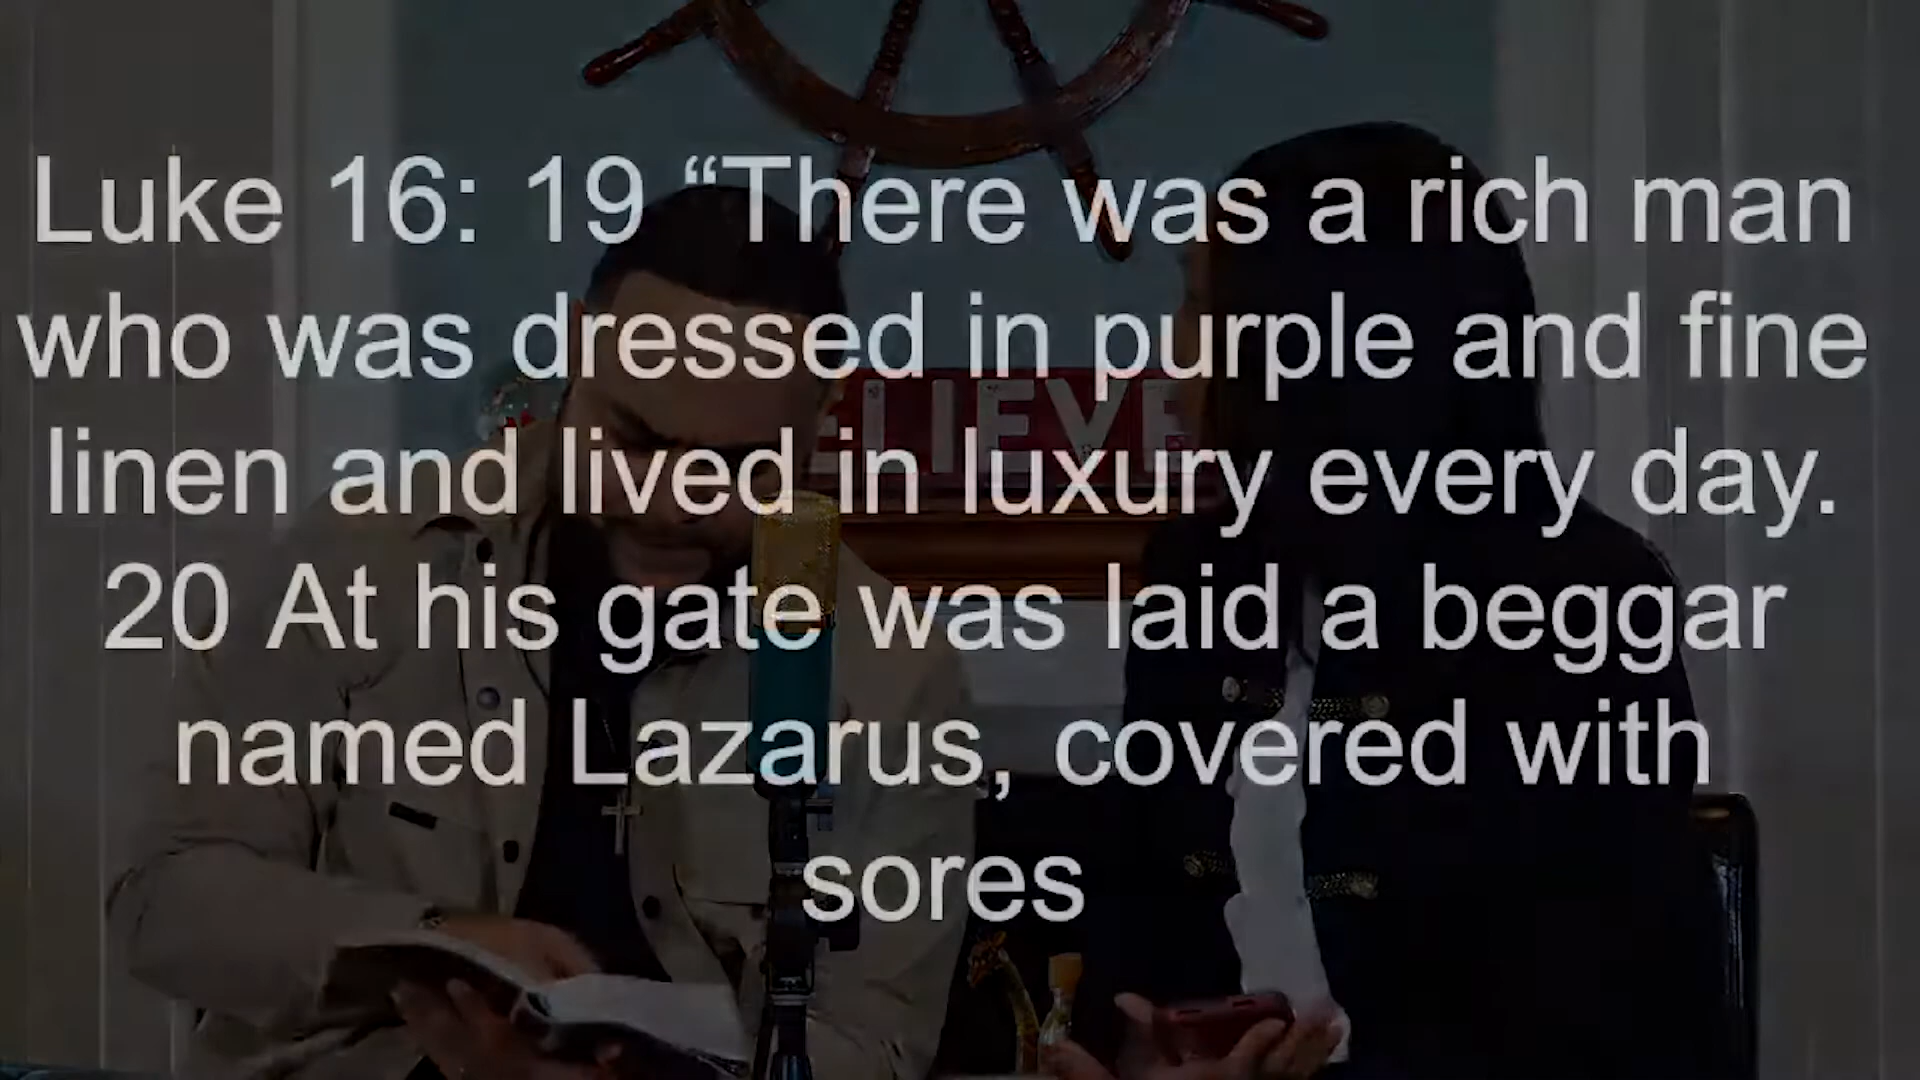 Luke 16: 19 “There was a rich man
who was dressed in purple and fine
linen and lived in luxury every day.
20 At his gate was laid a beggar
named Lazarus, covered with
sores
ELIEVE